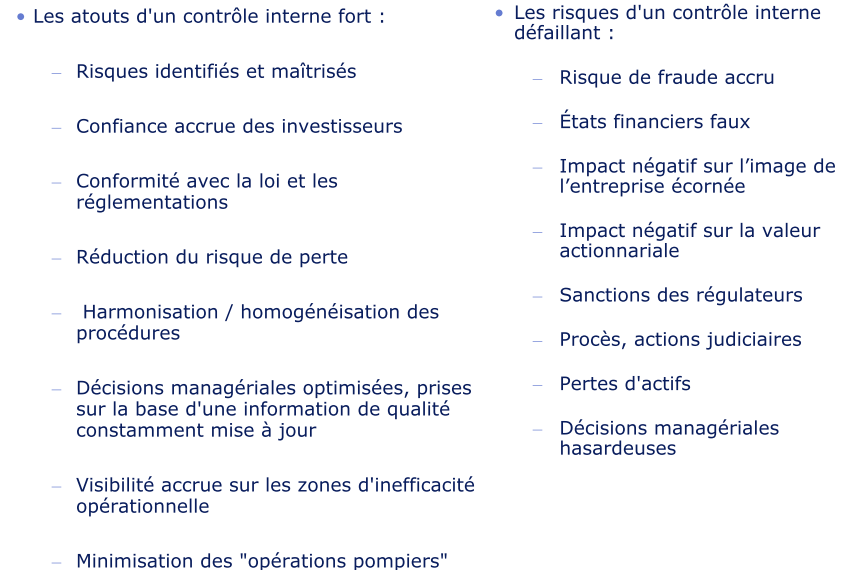 • Les atouts d'un contrôle interne fort :
– Risques identifiés et maîtrisés
– Confiance accrue des investisseurs
– Conformité avec la loi et les
réglementations
– Réduction du risque de perte
– Harmonisation / homogénéisation des
procédures
– Décisions managériales optimisées, prises
sur la base d'une information de qualité
constamment mise à jour
– Visibilité accrue sur les zones d'inefficacité
opérationnelle
– Minimisation des "opérations pompiers"
• Les risques d'un contrôle interne
défaillant :
– Risque de fraude accru
– États financiers faux
– Impact négatif sur l’image de
l’entreprise écornée
– Impact négatif sur la valeur
actionnariale
– Sanctions des régulateurs
– Procès, actions judiciaires
– Pertes d'actifs
– Décisions managériales
hasardeuses